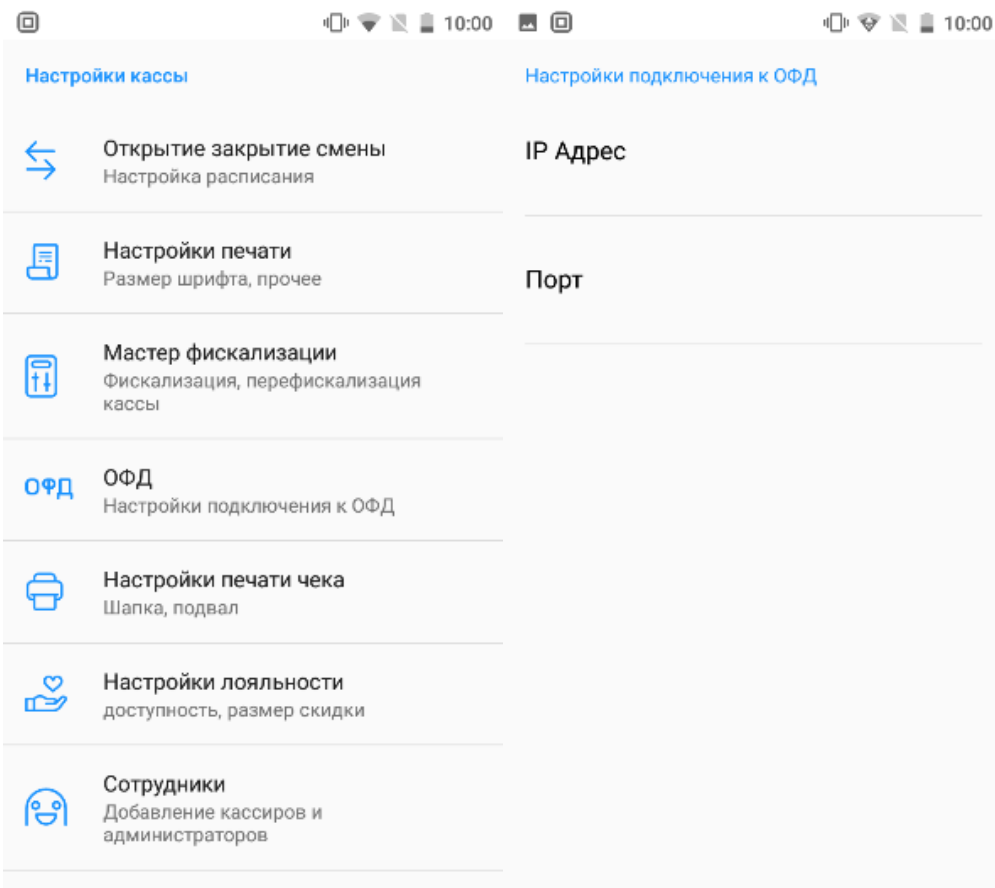 10:00
Настройки кассы
Открытие закрытие смены
Настройка расписания
Настройки печати
Размер шрифта, прочее
Мастер фискализации
Фискализация, перефискализация
кассы
ОФД
ОФД
Настройки подключения к ОФД
Настройки печати чека
Шапка, подвал
Настройки лояльности
доступность, размер скидки
Сотрудники
Добавление кассиров и
администраторов
10:00
Настройки подключения к ОФД
IP Адрес
Порт